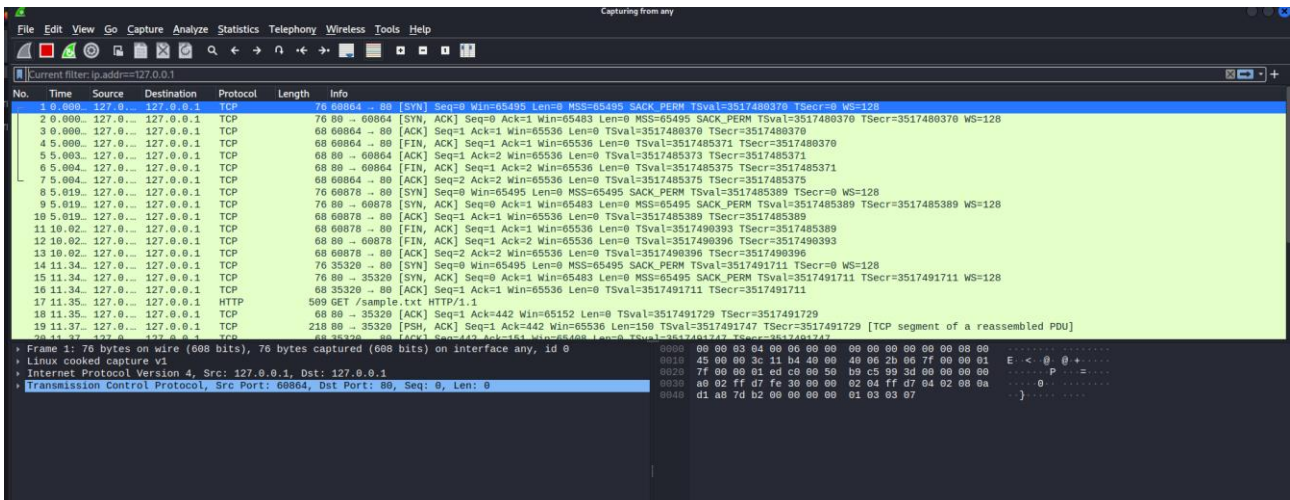 Capturing from any
File Edit View Go Capture Analyze Statistics Telephony Wireless Tools Help
Current filter: ip.addr==127.0.0.1
No. Time Source Destination Protocol Length Info
1 0.000… 127.0.… 127.0.0.1 TCP 76 60864 → 80 [SYN] Seq=0 Win=65495 Len=0 MSS=65495 SACK_PERM TSval=3517480370 TSecr=0 WS=128
2 0.000… 127.0.… 127.0.0.1 TCP 76 80 → 60864 [SYN, ACK] Seq=0 Ack=1 Win=65483 Len=0 MSS=65495 SACK_PERM TSval=3517480370 TSecr=3517480370 WS=128
3 0.000… 127.0.… 127.0.0.1 TCP 68 60864 → 80 [ACK] Seq=1 Ack=1 Win=65536 Len=0 TSval=3517480370 TSecr=3517480370
4 5.000… 127.0.… 127.0.0.1 TCP 68 60864 → 80 [FIN, ACK] Seq=1 Ack=1 Win=65536 Len=0 TSval=3517485371 TSecr=3517480370
5 5.003… 127.0.… 127.0.0.1 TCP 68 80 → 60864 [ACK] Seq=1 Ack=2 Win=65536 Len=0 TSval=3517485373 TSecr=3517485371
6 5.004… 127.0.… 127.0.0.1 TCP 68 80 → 60864 [FIN, ACK] Seq=1 Ack=2 Win=65536 Len=0 TSval=3517485375 TSecr=3517485371
7 5.004… 127.0.… 127.0.0.1 TCP 68 60864 → 80 [ACK] Seq=2 Ack=2 Win=65536 Len=0 TSval=3517485375 TSecr=3517485375
8 5.019… 127.0.… 127.0.0.1 TCP 76 60878 → 80 [SYN] Seq=0 Win=65495 Len=0 MSS=65495 SACK_PERM TSval=3517485389 TSecr=0 WS=128
9 5.019… 127.0.… 127.0.0.1 TCP 76 80 → 60878 [SYN, ACK] Seq=0 Ack=1 Win=65483 Len=0 MSS=65495 SACK_PERM TSval=3517485389 TSecr=3517485389 WS=128
10 5.019… 127.0.… 127.0.0.1 TCP 68 60878 → 80 [ACK] Seq=1 Ack=1 Win=65536 Len=0 TSval=3517485389 TSecr=3517485389
11 10.02… 127.0.… 127.0.0.1 TCP 68 60878 → 80 [FIN, ACK] Seq=1 Ack=1 Win=65536 Len=0 TSval=3517490393 TSecr=3517485389
12 10.02… 127.0.… 127.0.0.1 TCP 68 80 → 60878 [FIN, ACK] Seq=1 Ack=2 Win=65536 Len=0 TSval=3517490396 TSecr=3517490393
13 10.02… 127.0.… 127.0.0.1 TCP 68 60878 → 80 [ACK] Seq=2 Ack=2 Win=65536 Len=0 TSval=3517490396 TSecr=3517490396
14 11.34… 127.0.… 127.0.0.1 TCP 76 35320 → 80 [SYN] Seq=0 Win=65495 Len=0 MSS=65495 SACK_PERM TSval=3517491711 TSecr=0 WS=128
15 11.34… 127.0.… 127.0.0.1 TCP 76 80 → 35320 [SYN, ACK] Seq=0 Ack=1 Win=65483 Len=0 MSS=65495 SACK_PERM TSval=3517491711 TSecr=3517491711 WS=128
16 11.34… 127.0.… 127.0.0.1 TCP 68 35320 → 80 [ACK] Seq=1 Ack=1 Win=65536 Len=0 TSval=3517491711 TSecr=3517491711
17 11.35… 127.0.… 127.0.0.1 HTTP 509 GET /sample.txt HTTP/1.1
18 11.35… 127.0.… 127.0.0.1 TCP 68 80 → 35320 [ACK] Seq=1 Ack=442 Win=65152 Len=0 TSval=3517491729 TSecr=3517491729
19 11.37… 127.0.… 127.0.0.1 TCP 218 80 → 35320 [PSH, ACK] Seq=1 Ack=442 Win=65536 Len=150 TSval=3517491747 TSecr=3517491729 [TCP segment of a reassembled PDU]
20 11.37… 127.0.… 127.0.0.1 TCP 68 35320 → 80 [ACK] Seq=442 Ack=151 Win=65408 Len=0 TSval=3517491747 TSecr=3517491747
Frame 1: 76 bytes on wire (608 bits), 76 bytes captured (608 bits) on interface any, id 0
Linux cooked capture v1
Internet Protocol Version 4, Src: 127.0.0.1, Dst: 127.0.0.1
Transmission Control Protocol, Src Port: 60864, Dst Port: 80, Seq: 0, Len: 0
0000 00 00 03 04 00 06 00 00 00 00 00 00 00 00 08 00 ········ ········
0010 45 00 00 3c 11 b4 40 00 40 06 2b 06 7f 00 00 01 E··<··@· @·+·····
0020 7f 00 00 01 ed c0 00 50 b9 c5 99 3d 00 00 00 00 ·······P ···=····
0030 a0 02 ff d7 fe 30 00 00 02 04 ff d7 04 02 08 0a ·····0·· ········
0040 d1 a8 7d b2 00 00 00 00 01 03 03 07 ··}····· ····